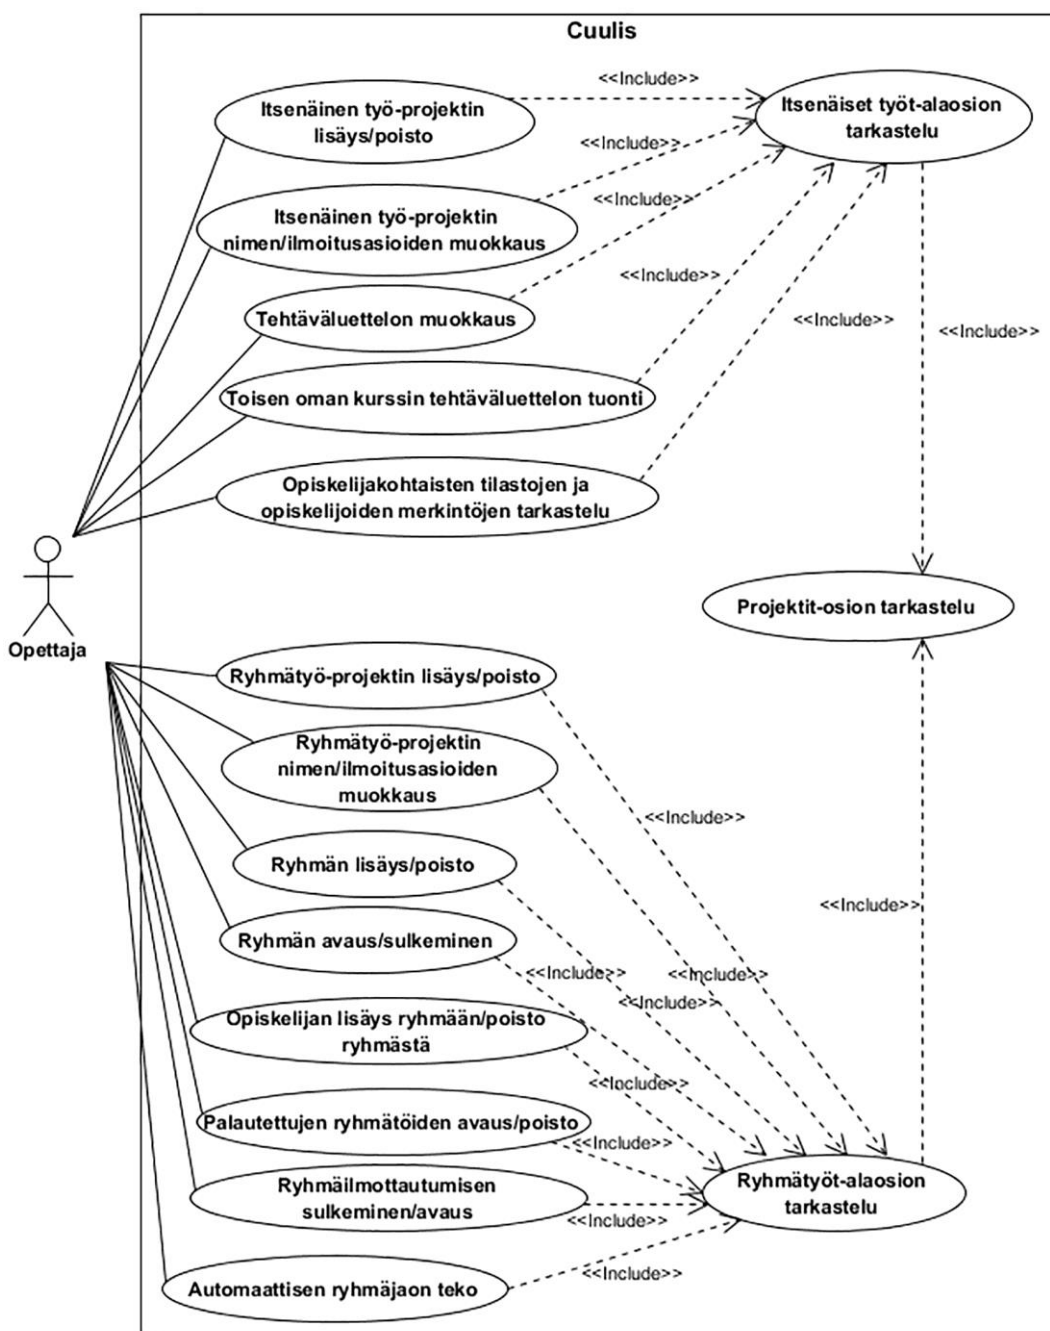 Cuulis
<<Include>>
Itsenäinen työ-projektin
lisäys/poisto
Itsenäiset työt-alaosion
tarkastelu
<<Include>>
Itsenäinen työ-projektin
nimen/ilmoitusasioiden muokkaus
<<Include>>
<<Include>>
Tehtäväluettelon muokkaus
<<Include>>
<<Include>>
Toisen oman kurssin tehtäväluettelon tuonti
Opiskelijakohtaisten tilastojen ja
opiskelijoiden merkintöjen tarkastelu
Opettaja
Projektit-osion tarkastelu
Ryhmätyö-projektin lisäys/poisto
Ryhmätyö-projektin
nimen/ilmoitusasioiden
muokkaus
<<Include>>
Ryhmän lisäys/poisto
<<Include>>
Ryhmän avaus/sulkeminen
<<Include>>
<<Include>>
<<Include>>
Opiskelijan lisäys ryhmään/poisto
ryhmästä
<<Include>>
Palautettujen ryhmätöiden avaus/poisto
<<Include>>
Ryhmätyöt-alaosion
tarkastelu
Ryhmäilmottautumisen
sulkeminen/avaus
<<Include>>
<<Include>>
Automaattisen ryhmäjaon teko